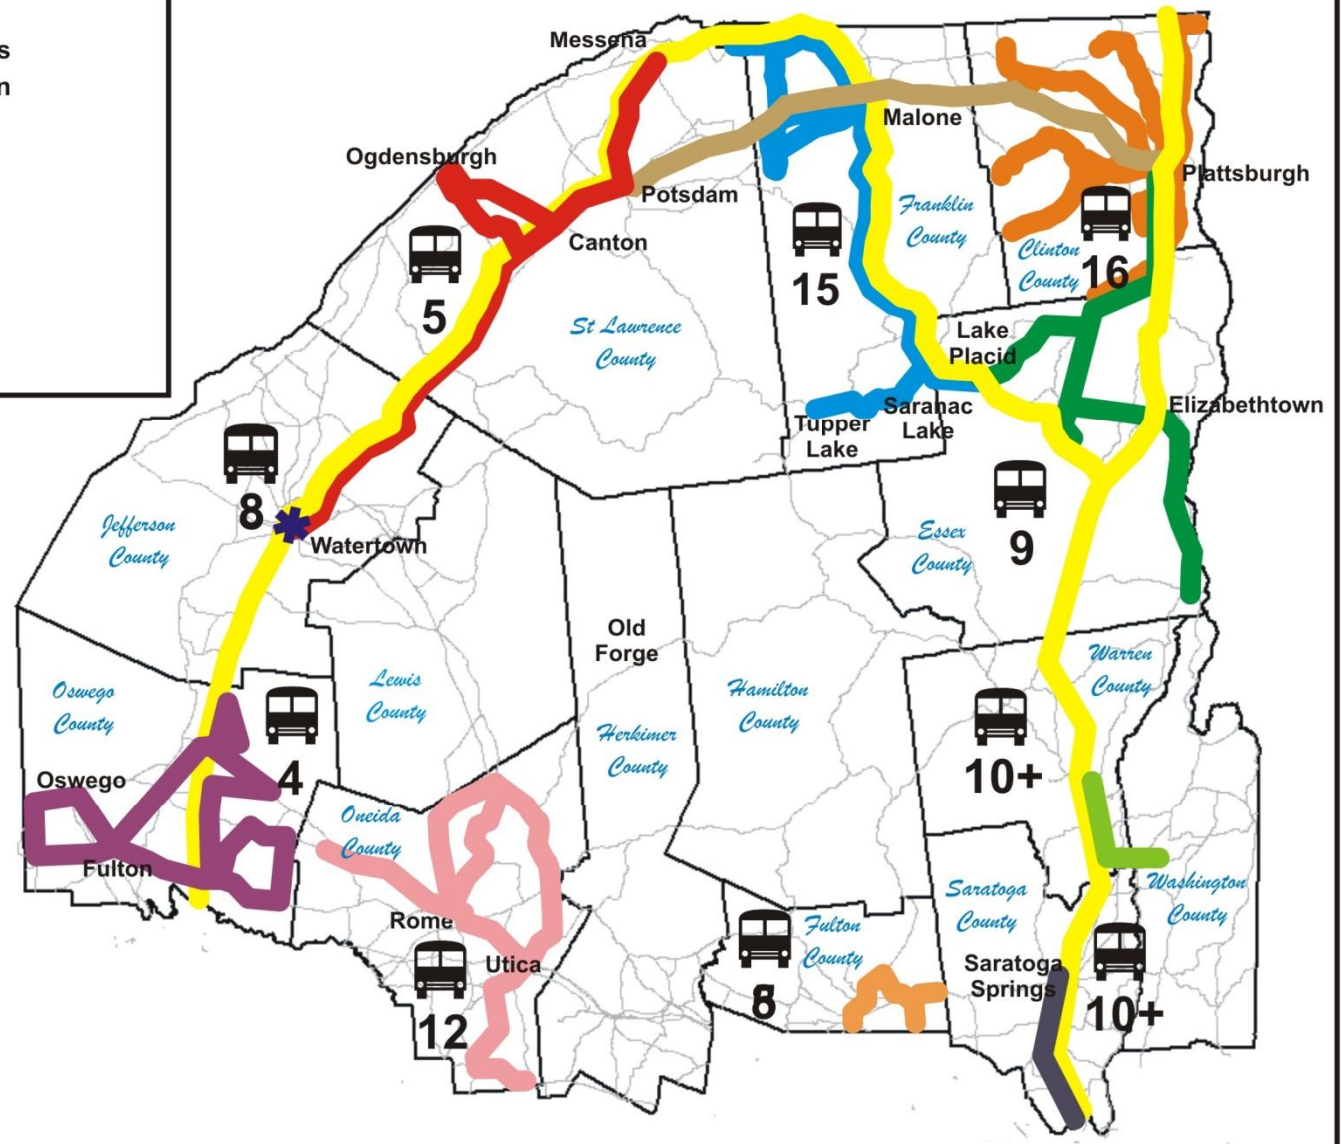 s
n
Messena
Malone
Ogdensburgh
Potsdam
Plattsburgh
Canton
Franklin
County
Clinton
County
16
15
5
St Lawrence
County
Lake
Placid
Saranac
Lake
Tupper
Lake
Elizabethtown
8
Jefferson
County
Watertown
Essex
County
9
Old
Forge
Oswego
County
Lewis
County
Hamilton
County
Herkimer
County
Warren
County
10+
Oswego
4
Oneida
County
Fulton
Rome
Utica
12
Fulton
County
Saratoga
County
Washington
County
Saratoga
Springs
10+